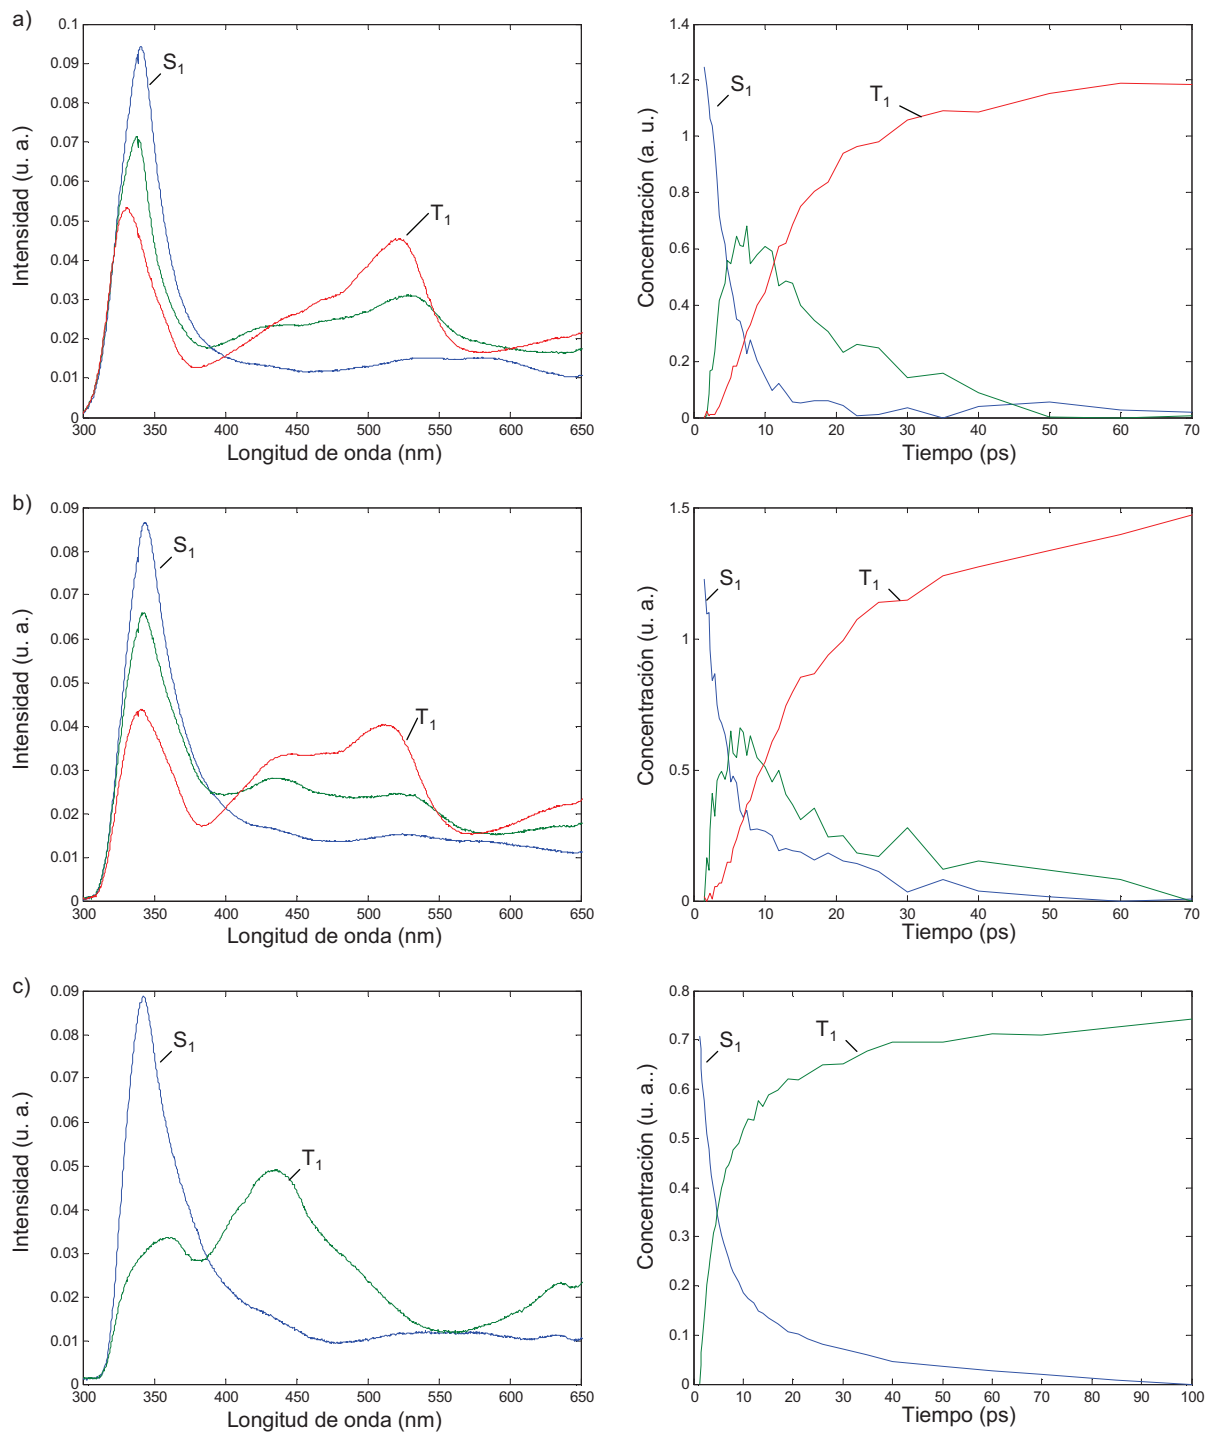 a)
0.1
0.09
0.08
0.07
0.06
0.05
0.04
0.03
0.02
0.01
0
Intensidad (u. a.)
S1
T1
300 350 400 450 500 550 600 650
Longitud de onda (nm)
1.4
1.2
1
0.8
0.6
0.4
0.2
0
Concentración (a. u.)
S1
T1
0 10 20 30 40 50 60 70
Tiempo (ps)
b)
0.09
0.08
0.07
0.06
0.05
0.04
0.03
0.02
0.01
0
Intensidad (u. a.)
S1
T1
300 350 400 450 500 550 600 650
Longitud de onda (nm)
1.5
1
0.5
0
Concentración (u. a.)
S1
T1
0 10 20 30 40 50 60 70
Tiempo (ps)
c)
0.09
0.08
0.07
0.06
0.05
0.04
0.03
0.02
0.01
0
Intensidad (u. a.)
S1
T1
300 350 400 450 500 550 600 650
Longitud de onda (nm)
0.8
0.7
0.6
0.5
0.4
0.3
0.2
0.1
0
Concentración (u. a..)
S1
T1
0 10 20 30 40 50 60 70 80 90 100
Tiempo (ps)